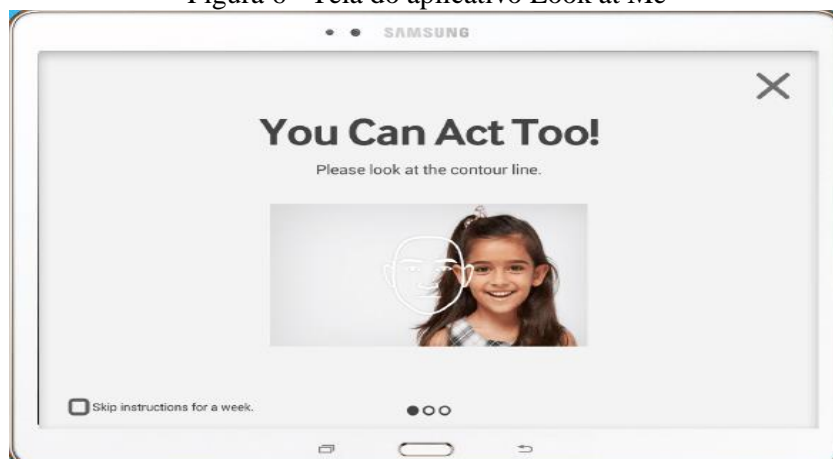 Figura 6 - Tela do aplicativo Look at Me
SAMSUNG
You Can Act Too!
Please look at the contour line.
Skip instructions for a week.